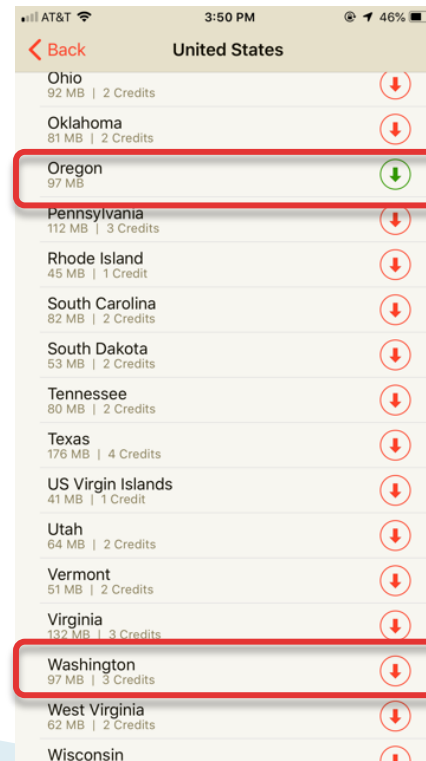 AT&T 3:50 PM 46%
Back United States
Ohio
92 MB | 2 Credits
Oklahoma
81 MB | 2 Credits
Oregon
97 MB
Pennsylvania
112 MB | 3 Credits
Rhode Island
45 MB | 1 Credit
South Carolina
82 MB | 2 Credits
South Dakota
53 MB | 2 Credits
Tennessee
80 MB | 2 Credits
Texas
176 MB | 4 Credits
US Virgin Islands
41 MB | 1 Credit
Utah
64 MB | 2 Credits
Vermont
51 MB | 2 Credits
Virginia
132 MB | 3 Credits
Washington
97 MB | 3 Credits
West Virginia
62 MB | 2 Credits
Wisconsin